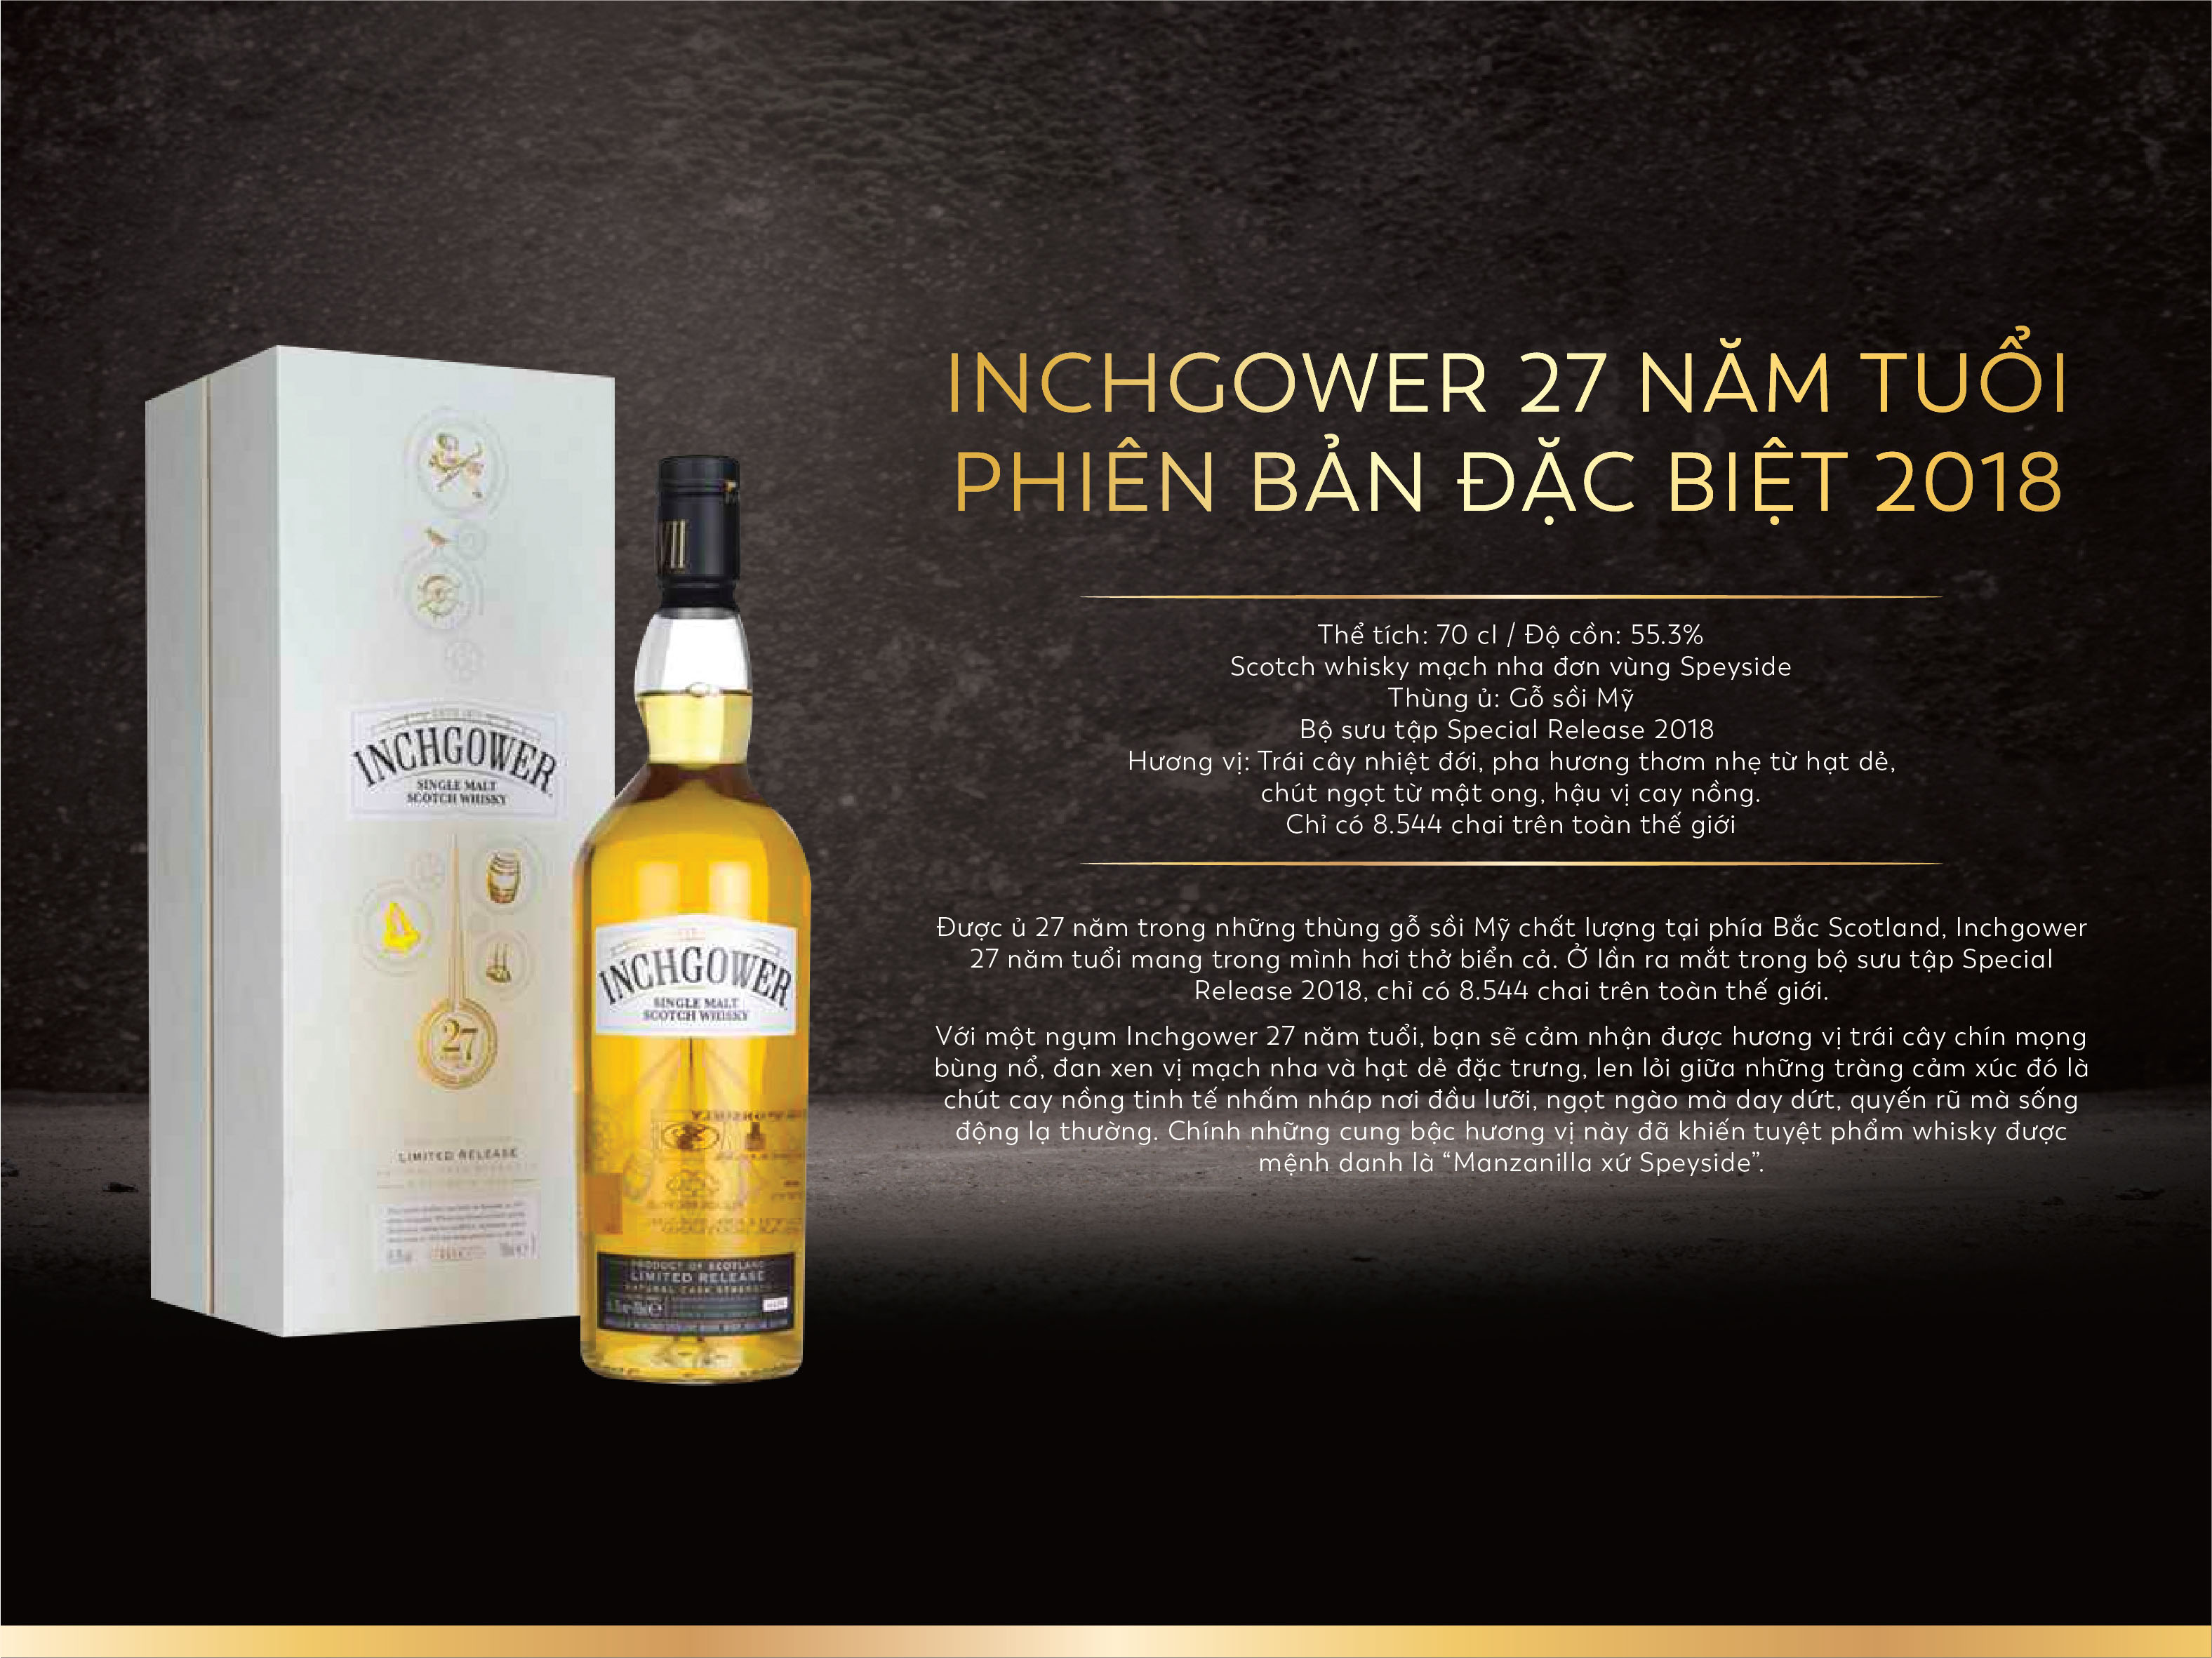 INCHGOWER 27 NĂM TUỔI
PHIÊN BẢN ĐẶC BIỆT 2018
Thể tích: 70 cl / Độ cồn: 55.3%
Scotch whisky mạch nha đơn vùng Speyside
Thùng ủ: Gỗ sồi Mỹ
Bộ sưu tập Special Release 2018
Hương vị: Trái cây nhiệt đới, pha hương thơm nhẹ từ hạt dẻ,
chút ngọt từ mật ong, hậu vị cay nồng.
Chỉ có 8.544 chai trên toàn thế giới
Được ủ 27 năm trong những thùng gỗ sồi Mỹ chất lượng tại phía Bắc Scotland, Inchgower
27 năm tuổi mang trong mình hơi thở biển cả. Ở lần ra mắt trong bộ sưu tập Special
Release 2018, chỉ có 8.544 chai trên toàn thế giới.
Với một ngụm Inchgower 27 năm tuổi, bạn sẽ cảm nhận được hương vị trái cây chín mọng
bùng nổ, đan xen vị mạch nha và hạt dẻ đặc trưng, len lỏi giữa những tràng cảm xúc đó là
chút cay nồng tinh tế nhấm nháp nơi đầu lưỡi, ngọt ngào mà day dứt, quyến rũ mà sống
động lạ thường. Chính những cung bậc hương vị này đã khiến tuyệt phẩm whisky được
mệnh danh là “Manzanilla xứ Speyside”.
INCHGOWER
SINGLE MALT
SCOTCH WHISKY
27
LIMITED RELEASE
VII
INCHGOWER
SINGLE MALT
SCOTCH WHISKY
PRODUCT OF SCOTLAND
LIMITED RELEASE
NATURAL CASK STRENGTH